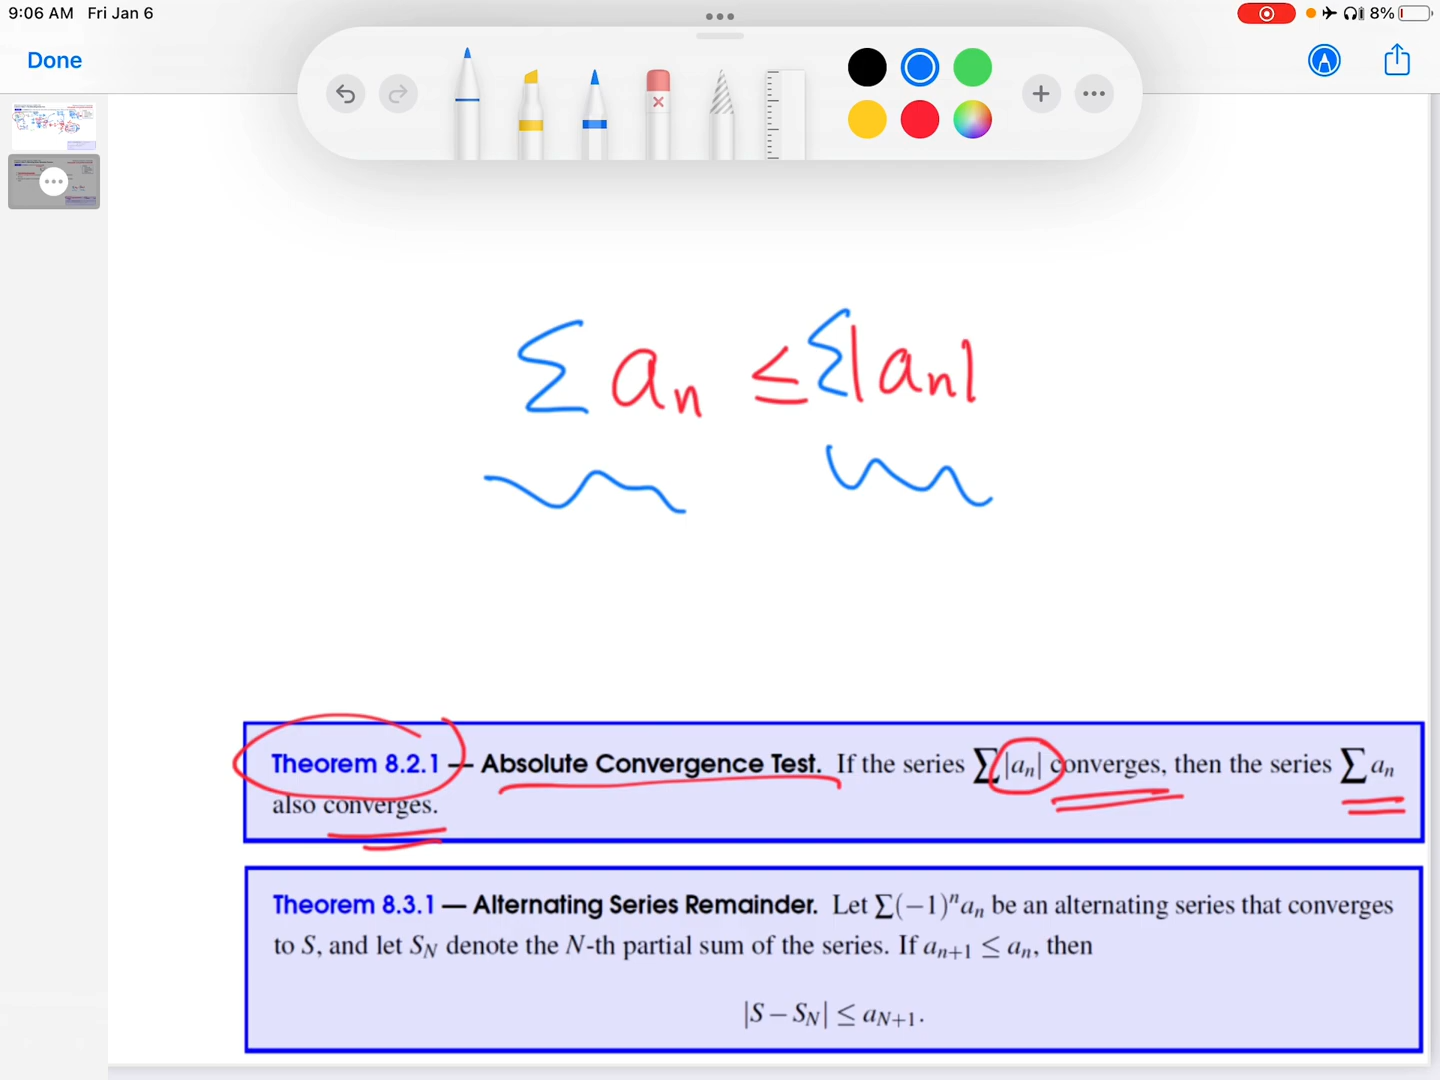 9:06 AM Fri Jan 6
8%
Done
∑ aₙ ≤ ∑|aₙ|
Theorem 8.2.1 — Absolute Convergence Test. If the series ∑|aₙ| converges, then the series ∑ aₙ
also converges.
Theorem 8.3.1 — Alternating Series Remainder. Let ∑(−1)ⁿaₙ be an alternating series that converges
to S, and let S_N denote the N-th partial sum of the series. If aₙ₊₁ ≤ aₙ, then
|S − S_N| ≤ a_{N+1}.